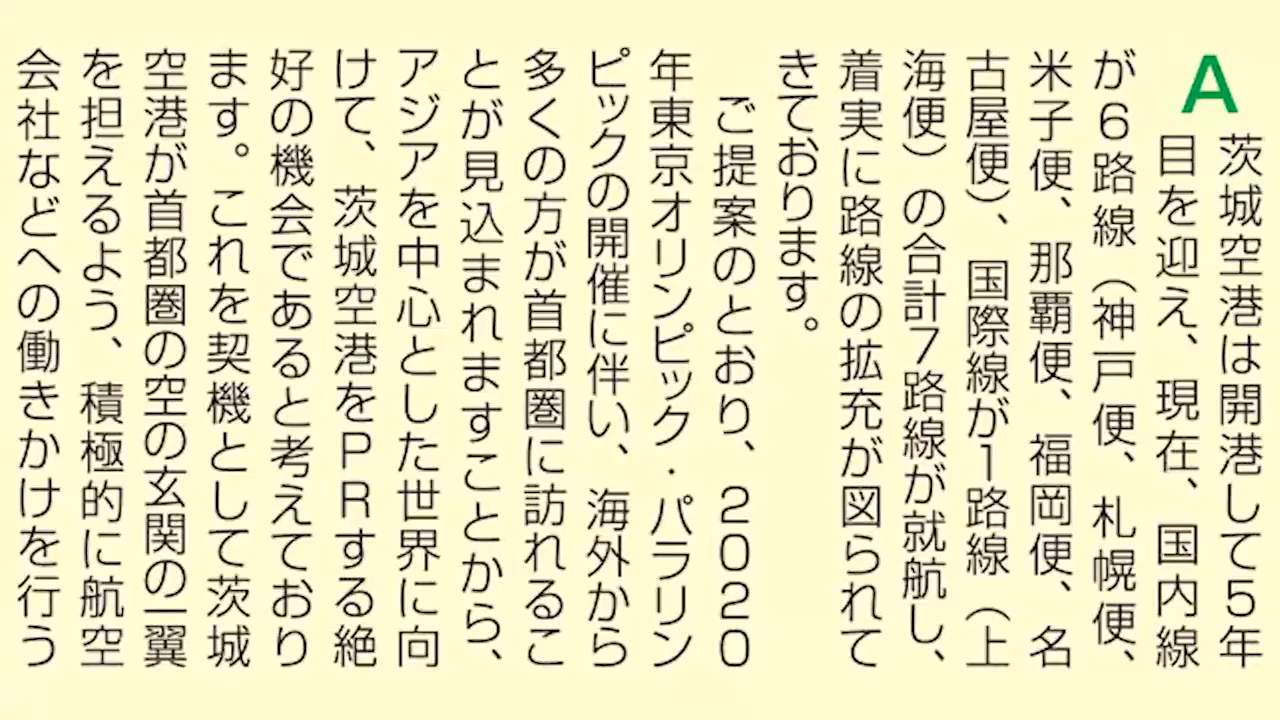 A
茨城空港は開港して5年
目を迎え、現在、国内線
が6路線（神戸便、札幌便、
米子便、那覇便、福岡便、名
古屋便）、国際線が1路線（上
海便）の合計7路線が就航し、
着実に路線の拡充が図られて
きております。
ご提案のとおり、2020
年東京オリンピック・パラリン
ピックの開催に伴い、海外から
多くの方が首都圏に訪れるこ
とが見込まれますことから、
アジアを中心とした世界に向
けて、茨城空港をPRする絶
好の機会であると考えており
ます。これを契機として茨城
空港が首都圏の空の玄関の一翼
を担えるよう、積極的に航空
会社などへの働きかけを行う